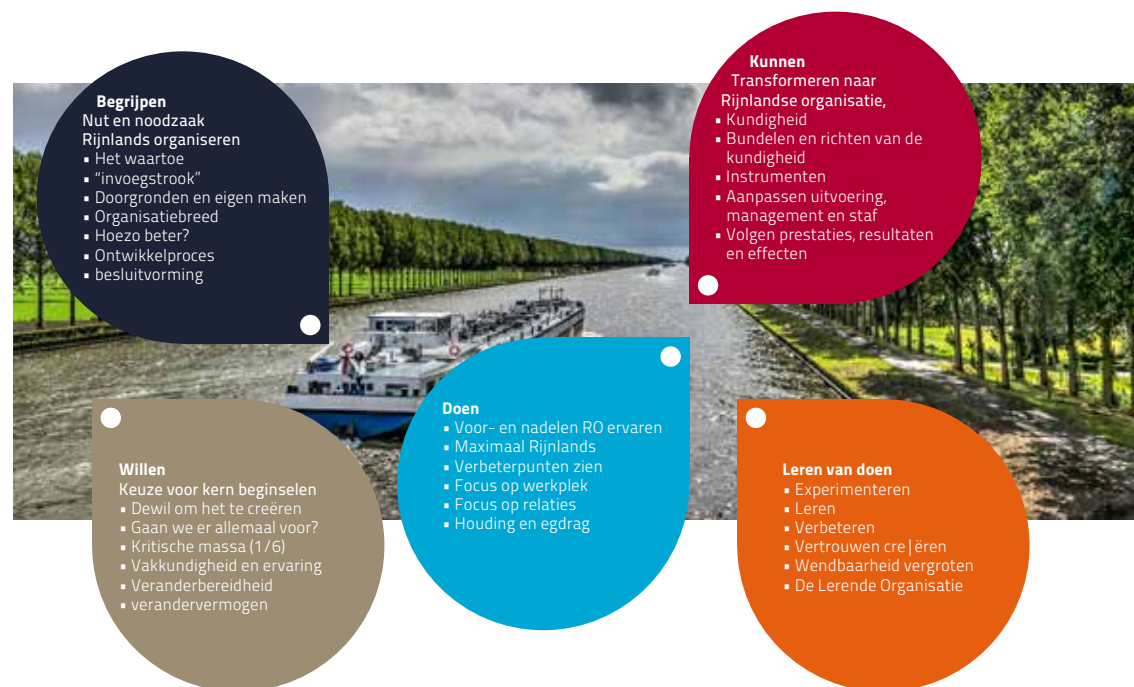 Begrijpen
Nut en noodzaak
Rijnlands organiseren
▪ Het waartoe
▪ “invoegstrook”
▪ Doorgronden en eigen maken
▪ Organisatiebreed
▪ Hoezo beter?
▪ Ontwikkelproces
▪ besluitvorming
Willen
Keuze voor kern beginselen
▪ Dewil om het te creëren
▪ Gaan we er allemaal voor?
▪ Kritische massa (1/6)
▪ Vakkundigheid en ervaring
▪ Veranderbereidheid
▪ verandervermogen
Doen
▪ Voor- en nadelen RO ervaren
▪ Maximaal Rijnlands
▪ Verbeterpunten zien
▪ Focus op werkplek
▪ Focus op relaties
▪ Houding en egdrag
Kunnen
Transformeren naar
Rijnlandse organisatie,
▪ Kundigheid
▪ Bundelen en richten van de
kundigheid
▪ Instrumenten
▪ Aanpassen uitvoering,
management en staf
▪ Volgen prestaties, resultaten
en effecten
Leren van doen
▪ Experimenteren
▪ Leren
▪ Verbeteren
▪ Vertrouwen cre|ëren
▪ Wendbaarheid vergroten
▪ De Lerende Organisatie